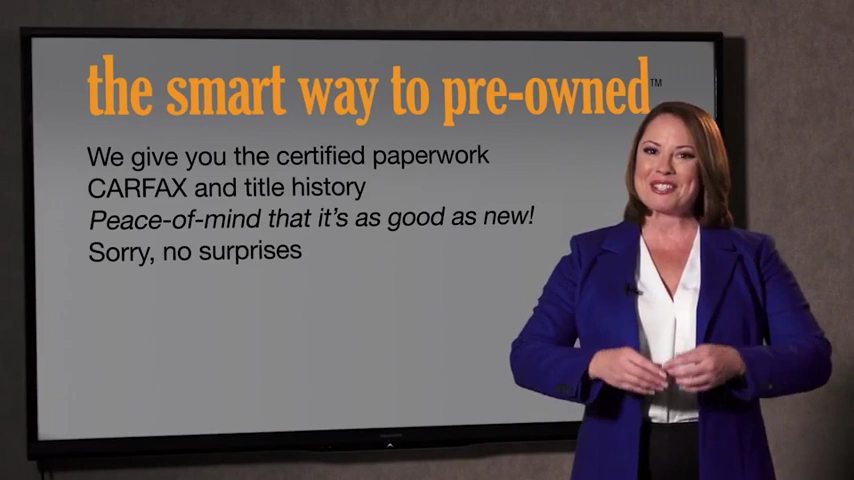 the smart way to pre-owned™
We give you the certified paperwork
CARFAX and title history
Peace-of-mind that it's as good as new!
Sorry, no surprises